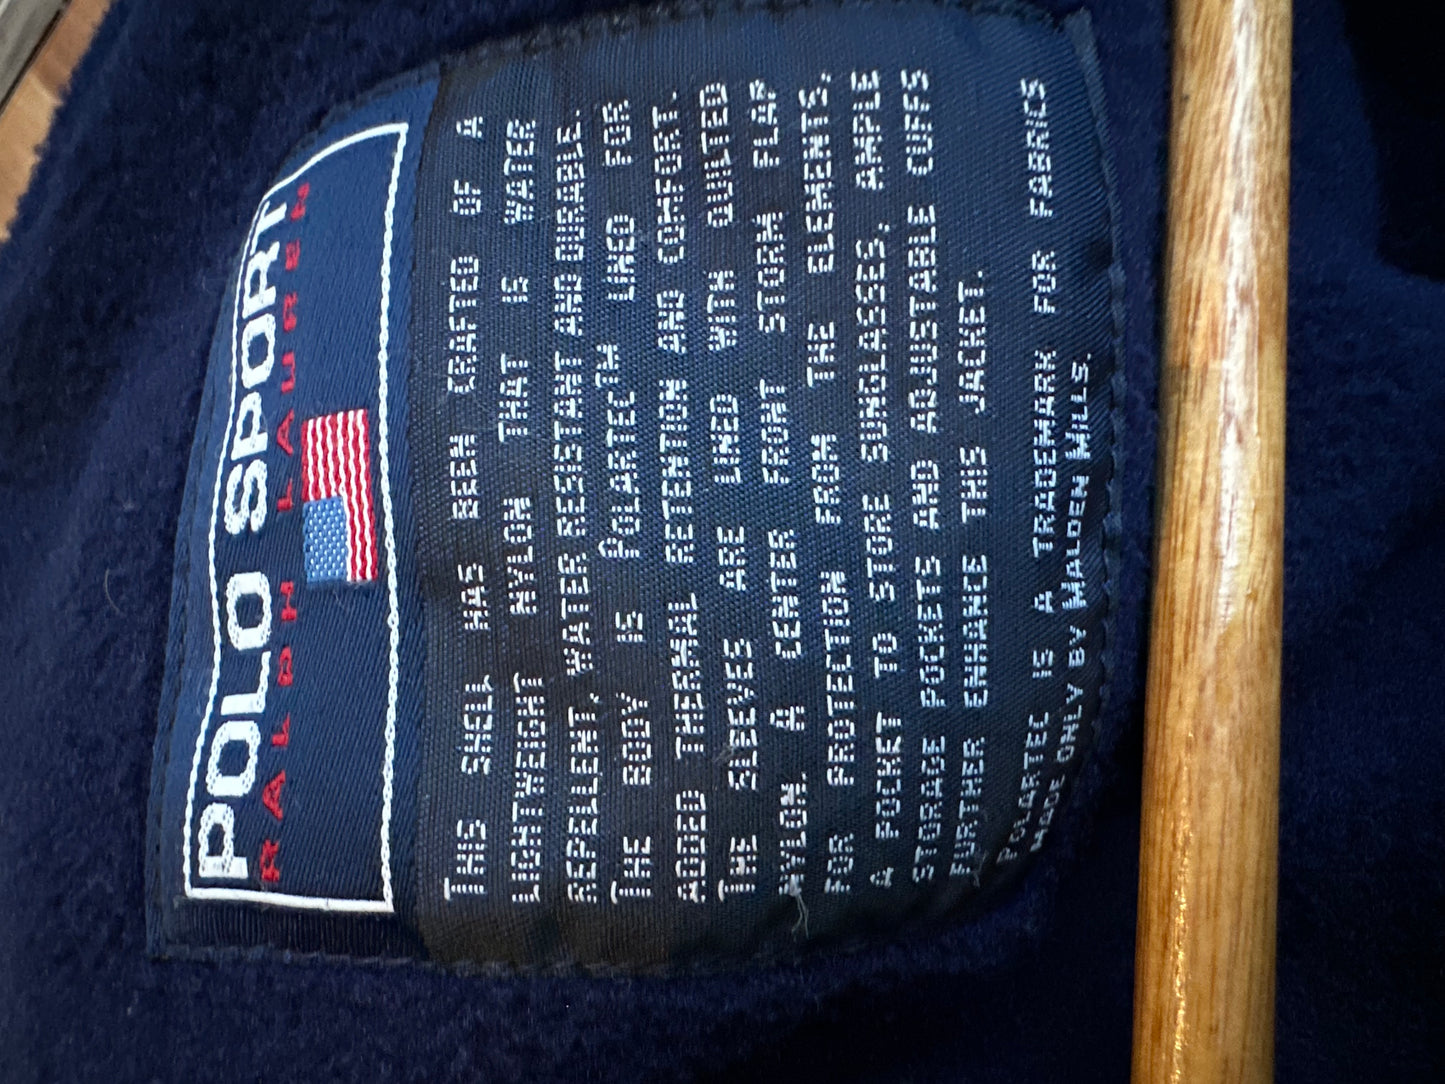 POLO SPORT
RALPH LAUREN
THIS SHELL HAS BEEN CRAFTED OF A
LIGHTWEIGHT NYLON THAT IS WATER
REPELLENT, WATER RESISTANT AND DURABLE.
THE BODY IS POLARTEC™ LINED FOR
ADDED THERMAL RETENTION AND COMFORT.
THE SLEEVES ARE LINED WITH QUILTED
NYLON. A CENTER FRONT STORM FLAP
FOR PROTECTION FROM THE ELEMENTS,
A POCKET TO STORE SUNGLASSES, AMPLE
STORAGE POCKETS AND ADJUSTABLE CUFFS
FURTHER ENHANCE THIS JACKET.
POLARTEC IS A TRADEMARK FOR FABRICS
MADE ONLY BY MALDEN MILLS.